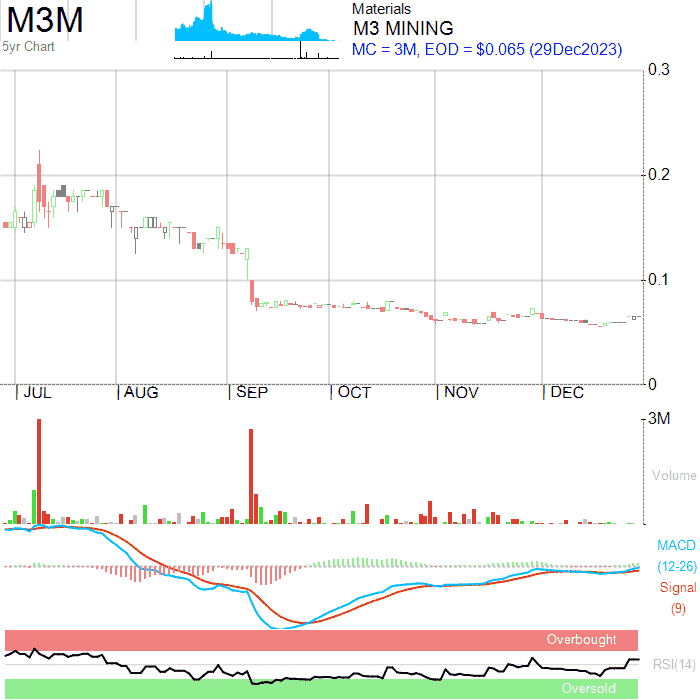 M3M
5yr Chart
Materials
M3 MINING
MC = 3M, EOD = $0.065 (29Dec2023)
0.3
0.2
0.1
0
JUL AUG SEP OCT NOV DEC
3M
Volume
MACD
(12-26)
Signal
(9)
Overbought
RSI(14)
Oversold